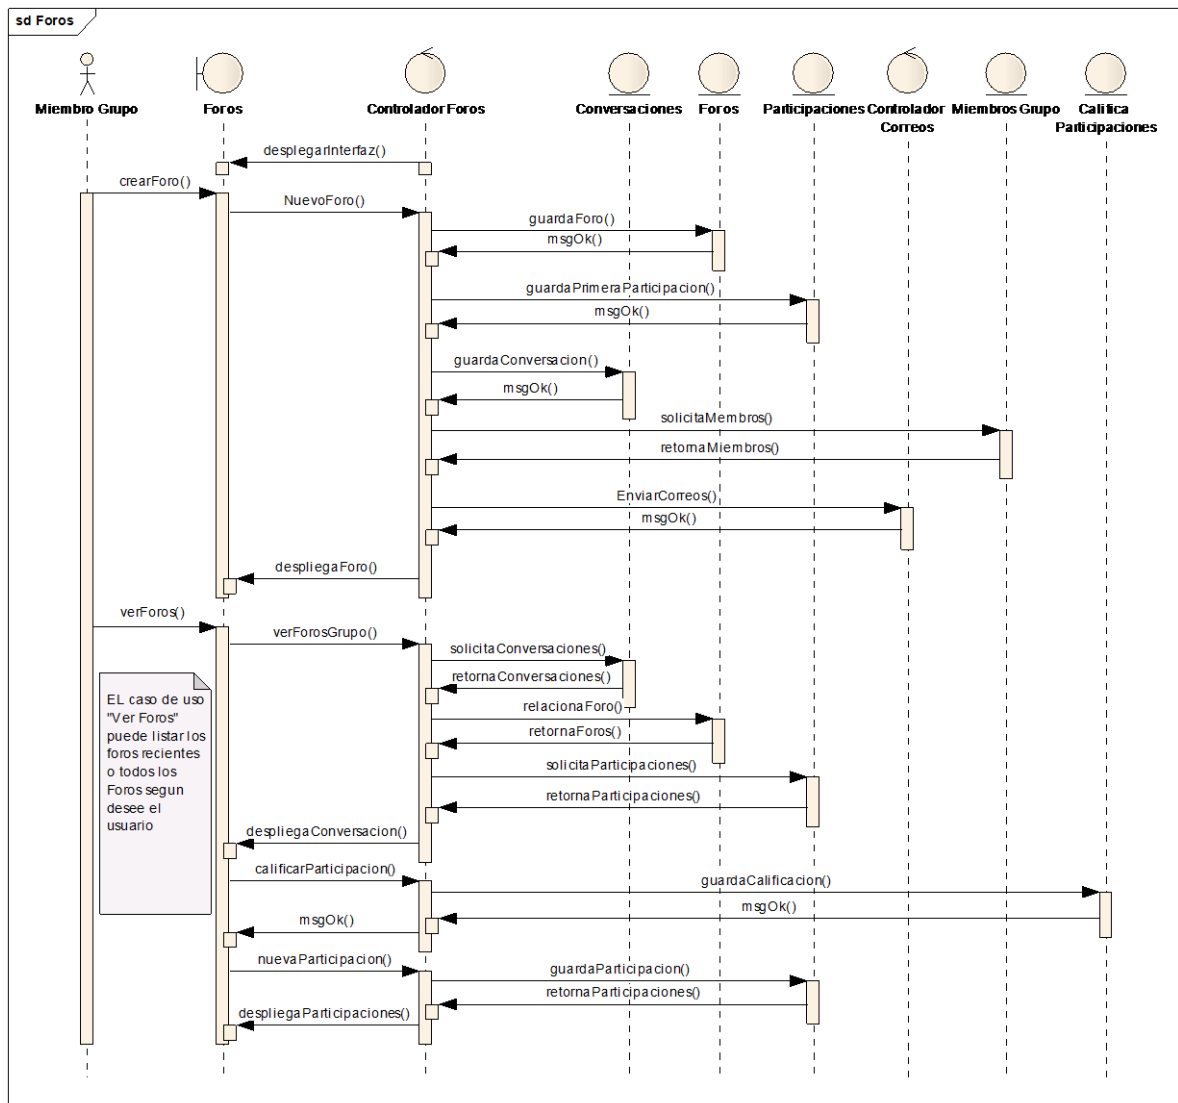 sd Foros
Miembro Grupo
Foros
Controlador Foros
Conversaciones
Foros
Participaciones
Controlador
Correos
Miembros Grupo
Califica
Participaciones
desplegarInterfaz()
crearForo()
NuevoForo()
guardaForo()
msgOk()
guardaPrimeraParticipacion()
msgOk()
guardaConversacion()
msgOk()
solicitaMembros()
retornaMiembros()
EnviarCorreos()
msgOk()
despliegaForo()
verForos()
verForosGrupo()
solicitaConversaciones()
retornaConversaciones()
relacionaForo()
retornaForos()
solicitaParticipaciones()
retornaParticipaciones()
despliegaConversacion()
EL caso de uso
"Ver Foros"
puede listar los
foros recientes
o todos los
Foros segun
desee el
usuario
calificarParticipacion()
guardaCalificacion()
msgOk()
msgOk()
nuevaParticipacion()
guardaParticipacion()
retornaParticipaciones()
despliegaParticipaciones()